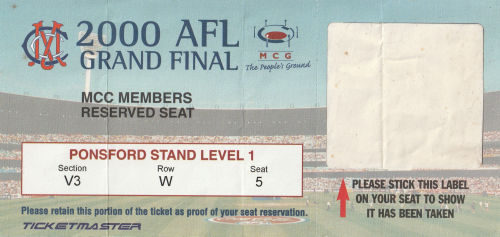 2000 AFL
GRAND FINAL
MCG
The People's Ground
MCC MEMBERS
RESERVED SEAT
PONSFORD STAND LEVEL 1
Section Row Seat
V3 W 5
Please retain this portion of the ticket as proof of your seat reservation.
TICKETMASTER
PLEASE STICK THIS LABEL
ON YOUR SEAT TO SHOW
IT HAS BEEN TAKEN